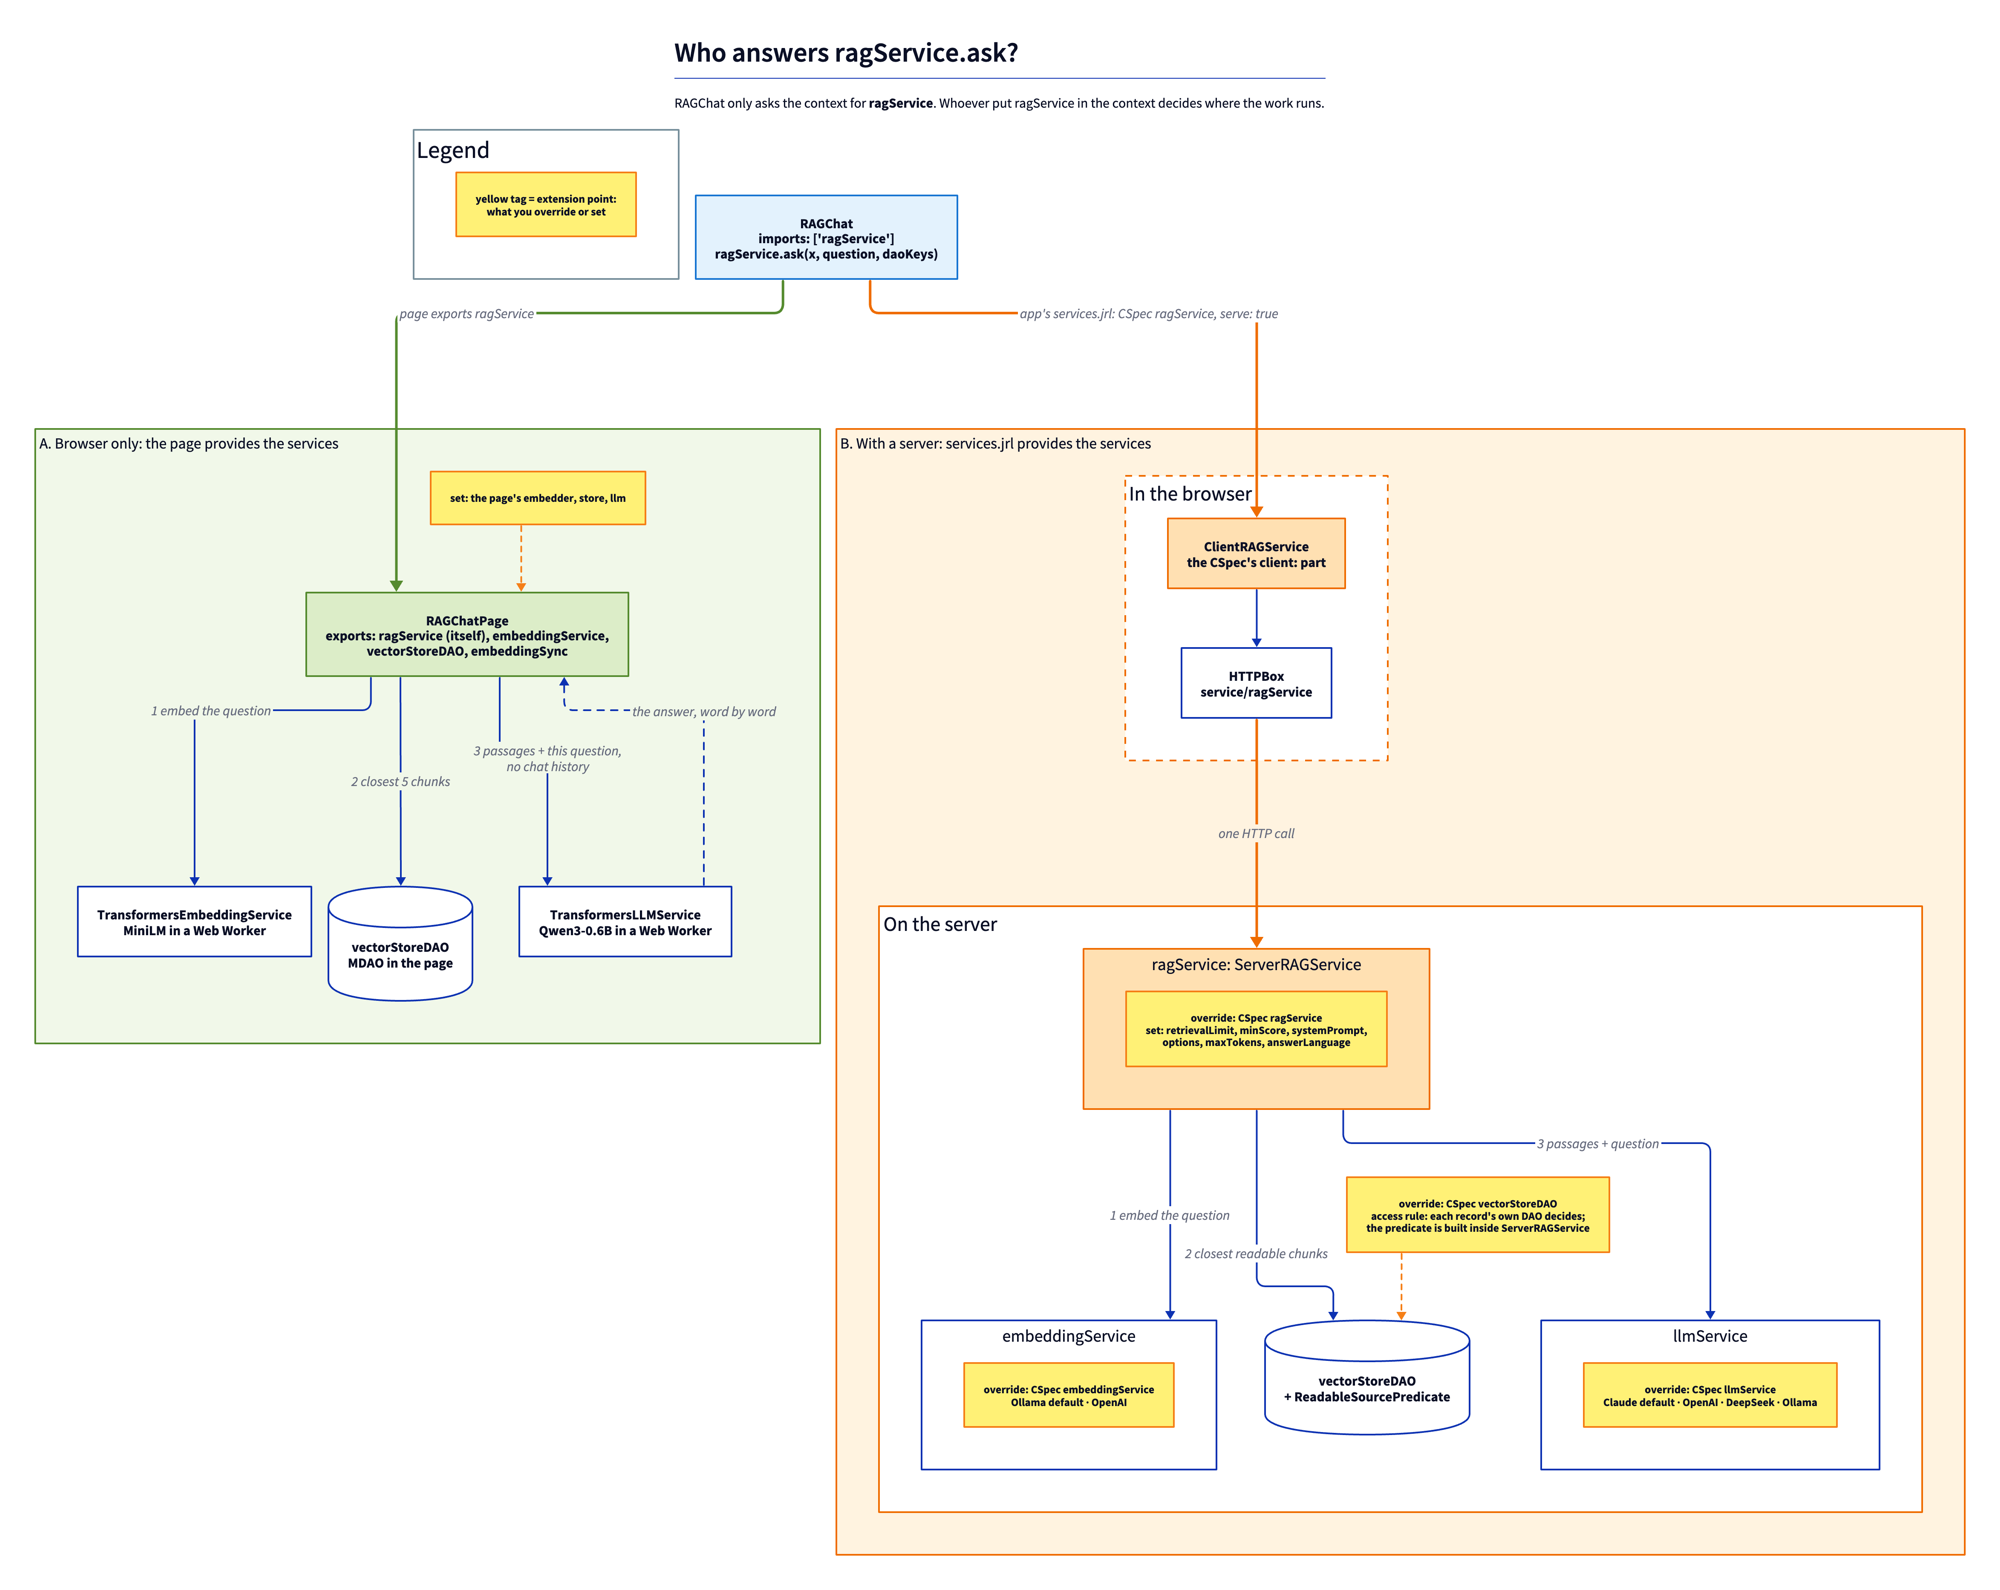 Who answers ragService.ask?
RAGChat only asks the context for ragService. Whoever put ragService in the context decides where the work runs.
Legend
yellow tag = extension point:
what you override or set
RAGChat
imports: ['ragService']
ragService.ask(x, question, daoKeys)
page exports ragService
app's services.jrl: CSpec ragService, serve: true
A. Browser only: the page provides the services
set: the page's embedder, store, llm
RAGChatPage
exports: ragService (itself), embeddingService,
vectorStoreDAO, embeddingSync
1 embed the question
the answer, word by word
3 passages + this question,
no chat history
2 closest 5 chunks
TransformersEmbeddingService
MiniLM in a Web Worker
vectorStoreDAO
MDAO in the page
TransformersLLMService
Qwen3-0.6B in a Web Worker
B. With a server: services.jrl provides the services
In the browser
ClientRAGService
the CSpec's client: part
HTTPBox
service/ragService
one HTTP call
On the server
ragService: ServerRAGService
override: CSpec ragService
set: retrievalLimit, minScore, systemPrompt,
options, maxTokens, answerLanguage
3 passages + question
1 embed the question
2 closest readable chunks
override: CSpec vectorStoreDAO
access rule: each record's own DAO decides;
the predicate is built inside ServerRAGService
embeddingService
override: CSpec embeddingService
Ollama default · OpenAI
vectorStoreDAO
+ ReadableSourcePredicate
llmService
override: CSpec llmService
Claude default · OpenAI · DeepSeek · Ollama